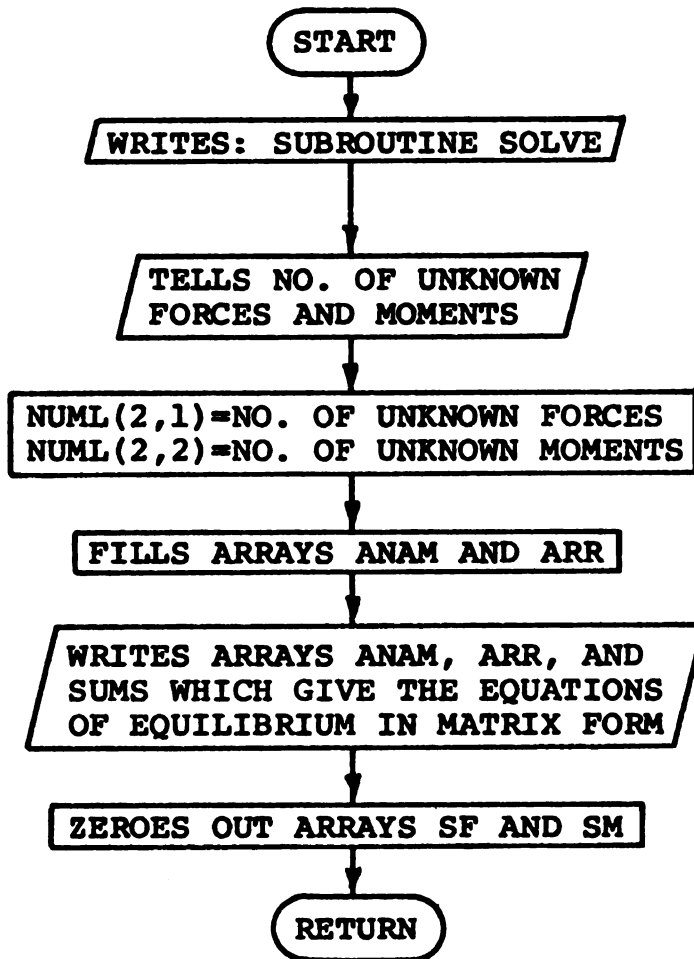 START
WRITES: SUBROUTINE SOLVE
TELLS NO. OF UNKNOWN
FORCES AND MOMENTS
NUML(2,1)=NO. OF UNKNOWN FORCES
NUML(2,2)=NO. OF UNKNOWN MOMENTS
FILLS ARRAYS ANAM AND ARR
WRITES ARRAYS ANAM, ARR, AND
SUMS WHICH GIVE THE EQUATIONS
OF EQUILIBRIUM IN MATRIX FORM
ZEROES OUT ARRAYS SF AND SM
RETURN